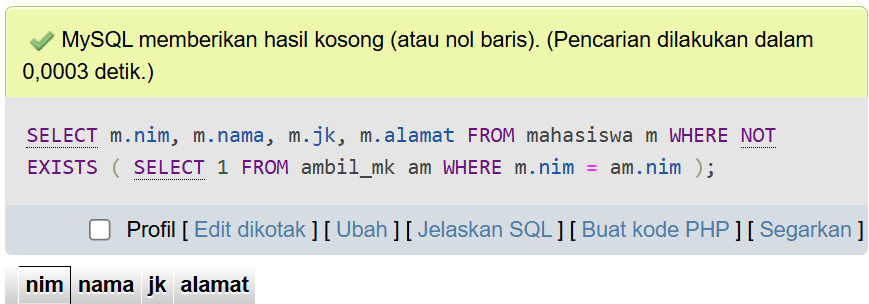 MySQL memberikan hasil kosong (atau nol baris). (Pencarian dilakukan dalam
0,0003 detik.)
SELECT m.nim, m.nama, m.jk, m.alamat FROM mahasiswa m WHERE NOT
EXISTS ( SELECT 1 FROM ambil_mk am WHERE m.nim = am.nim );
Profil [ Edit dikotak ] [ Ubah ] [ Jelaskan SQL ] [ Buat kode PHP ] [ Segarkan ]
nim nama jk alamat